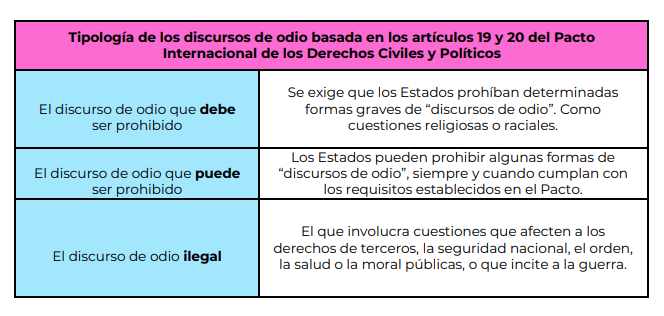 Tipología de los discursos de odio basada en los artículos 19 y 20 del Pacto
Internacional de los Derechos Civiles y Políticos
El discurso de odio que debe
ser prohibido
Se exige que los Estados prohíban determinadas
formas graves de “discursos de odio”. Como
cuestiones religiosas o raciales.
El discurso de odio que puede
ser prohibido
Los Estados pueden prohibir algunas formas de
“discursos de odio”, siempre y cuando cumplan con
los requisitos establecidos en el Pacto.
El discurso de odio ilegal
El que involucra cuestiones que afecten a los
derechos de terceros, la seguridad nacional, el orden,
la salud o la moral públicas, o que incite a la guerra.